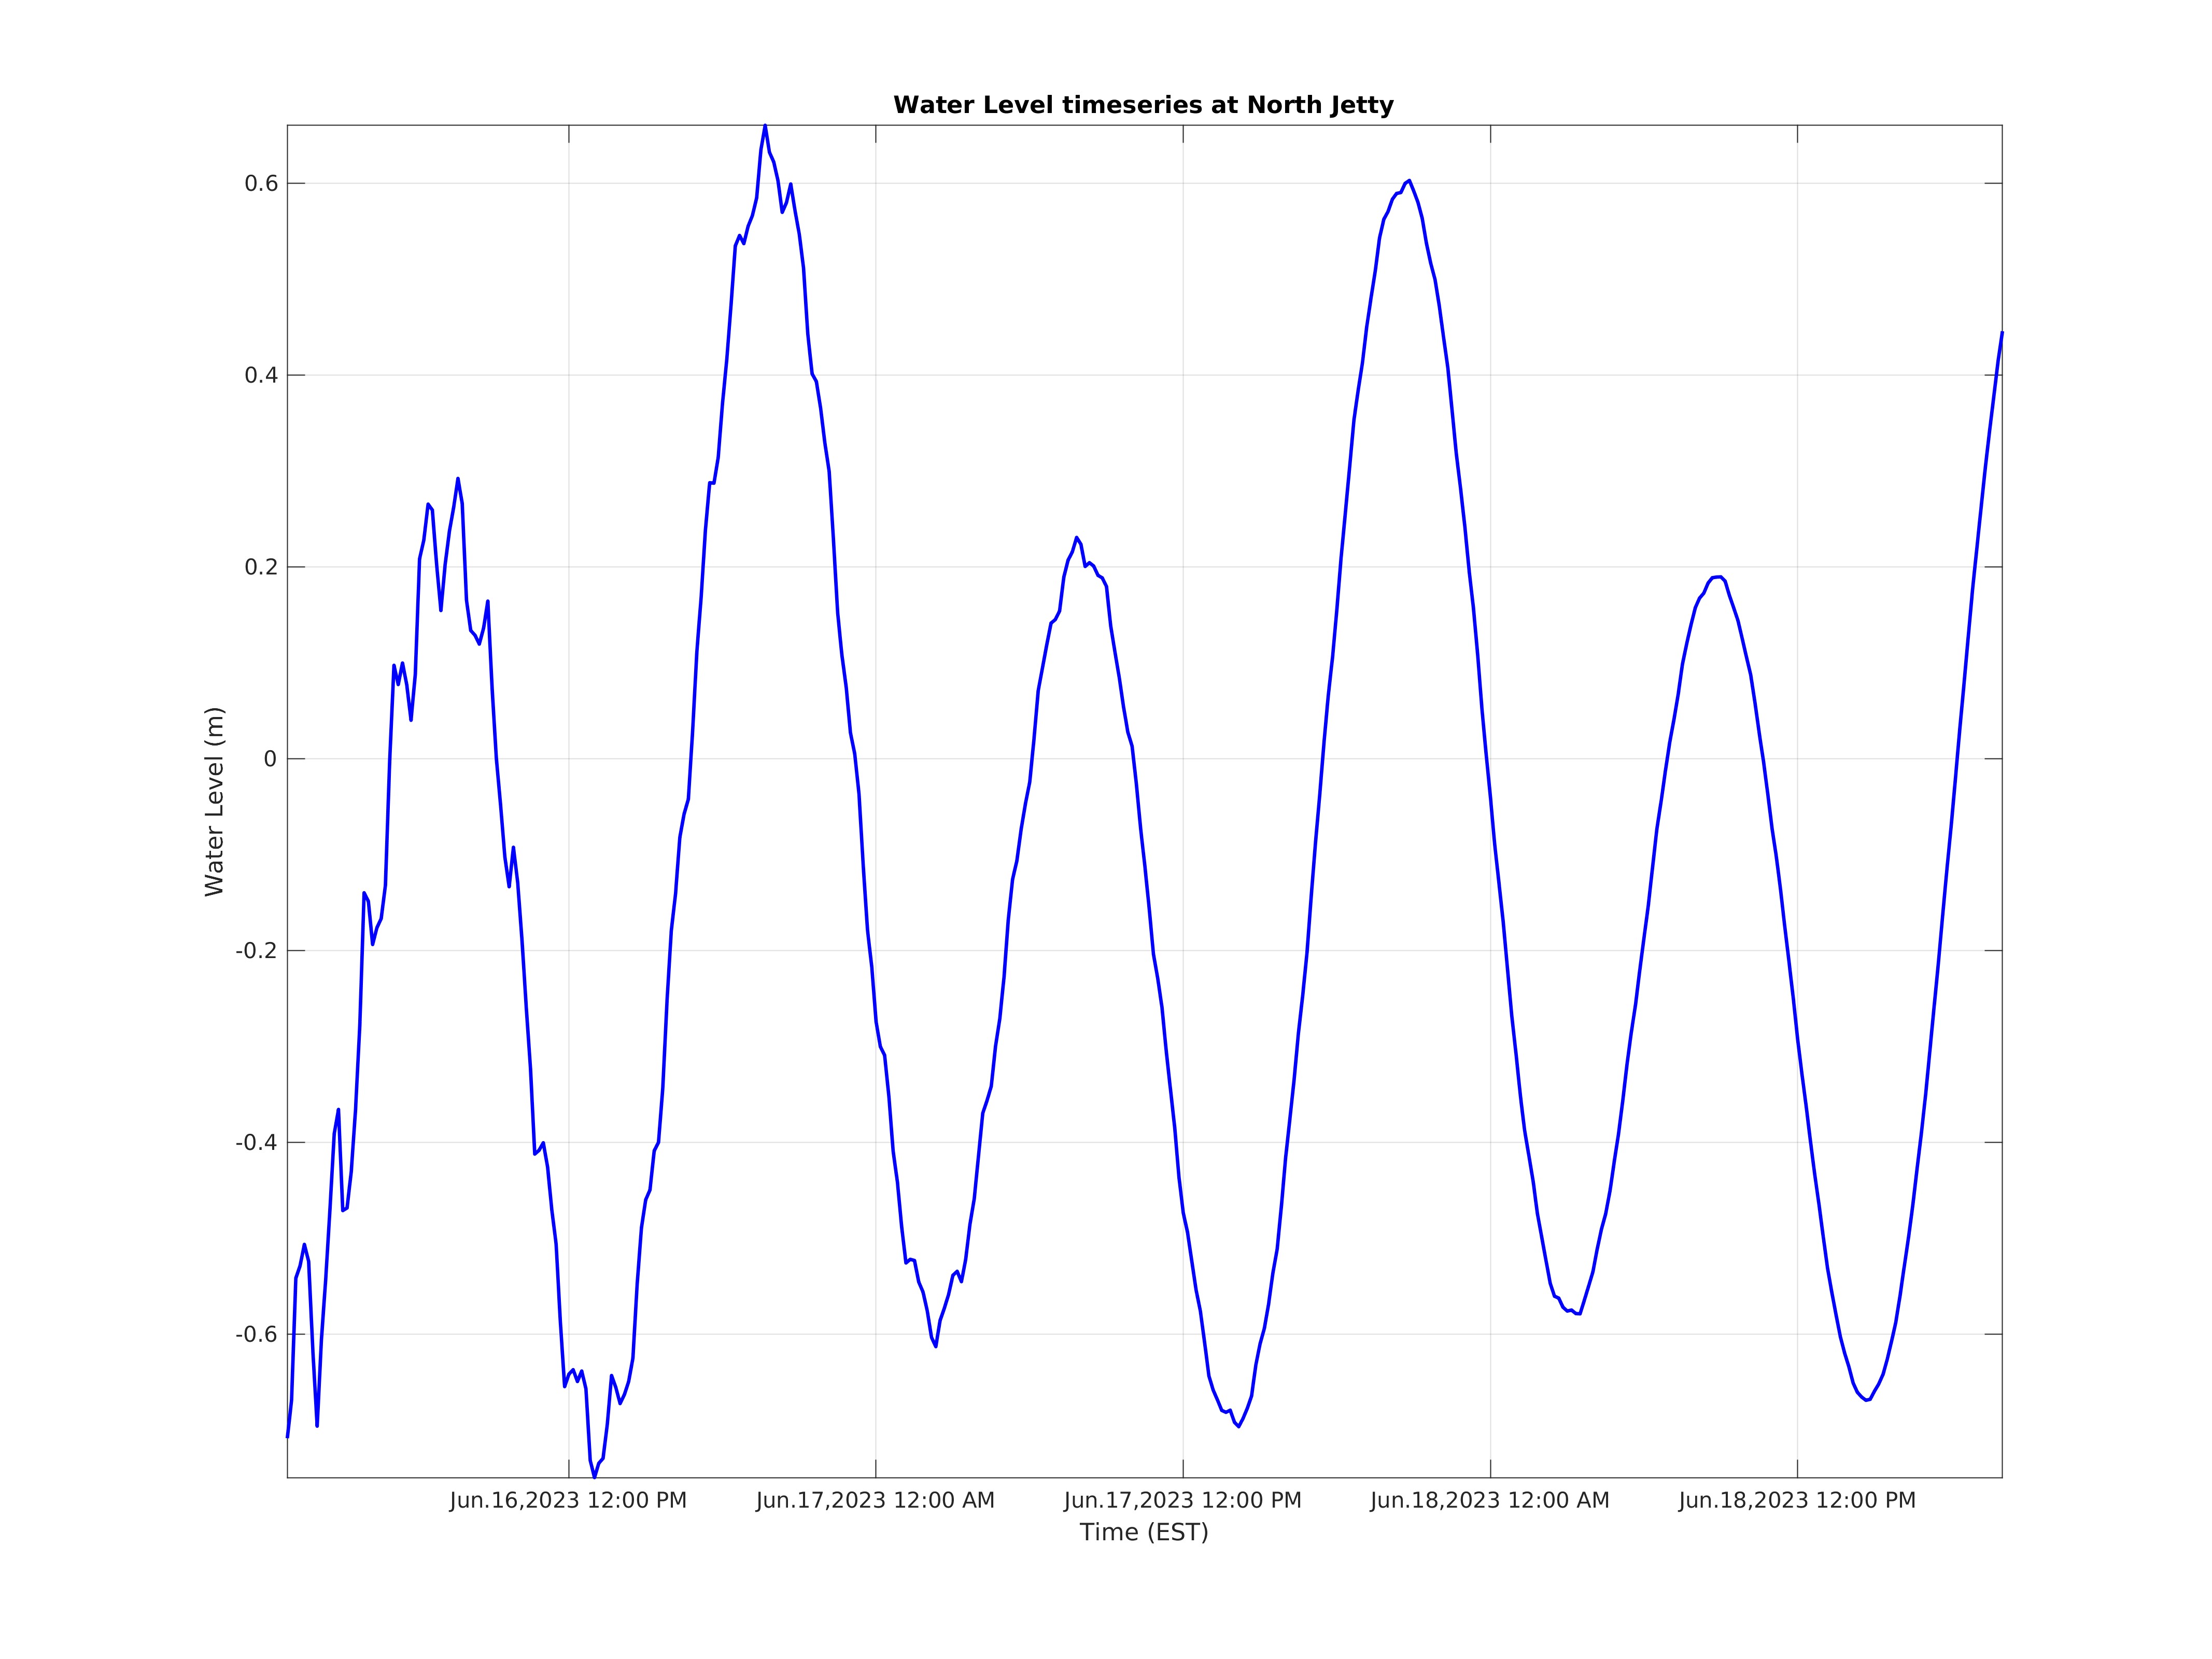 Water Level timeseries at North Jetty
0.6
0.4
0.2
0
-0.2
-0.4
-0.6
Water Level (m)
Jun.16,2023 12:00 PM
Jun.17,2023 12:00 AM
Jun.17,2023 12:00 PM
Jun.18,2023 12:00 AM
Jun.18,2023 12:00 PM
Time (EST)